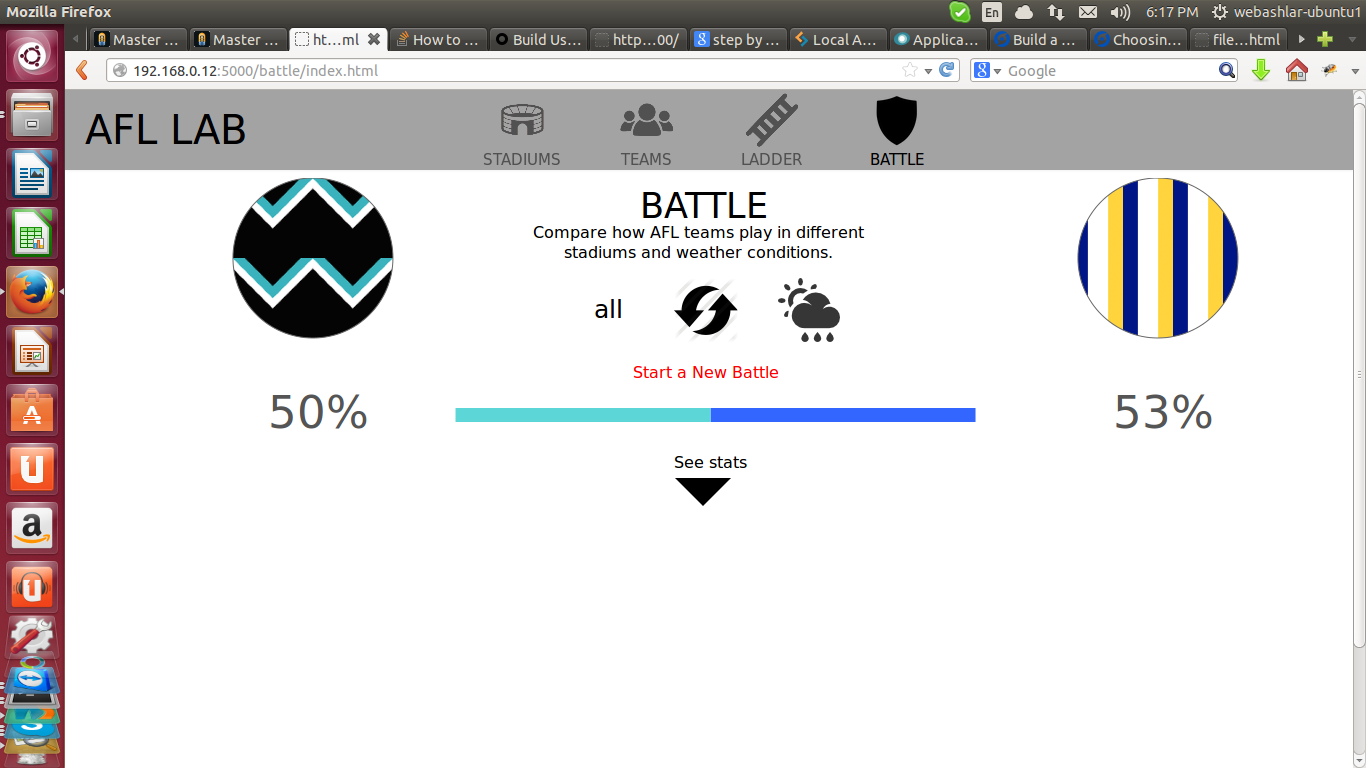 Mozilla Firefox
En
6:17 PM
webashlar-ubuntu1
Master ...
Master ...
ht...ml
How to ...
Build Us...
http...00/
step by ...
Local A...
Applica...
Build a ...
Choosin...
file...html
192.168.0.12:5000/battle/index.html
Google
AFL LAB
STADIUMS
TEAMS
LADDER
BATTLE
BATTLE
Compare how AFL teams play in different
stadiums and weather conditions.
all
Start a New Battle
50%
53%
See stats